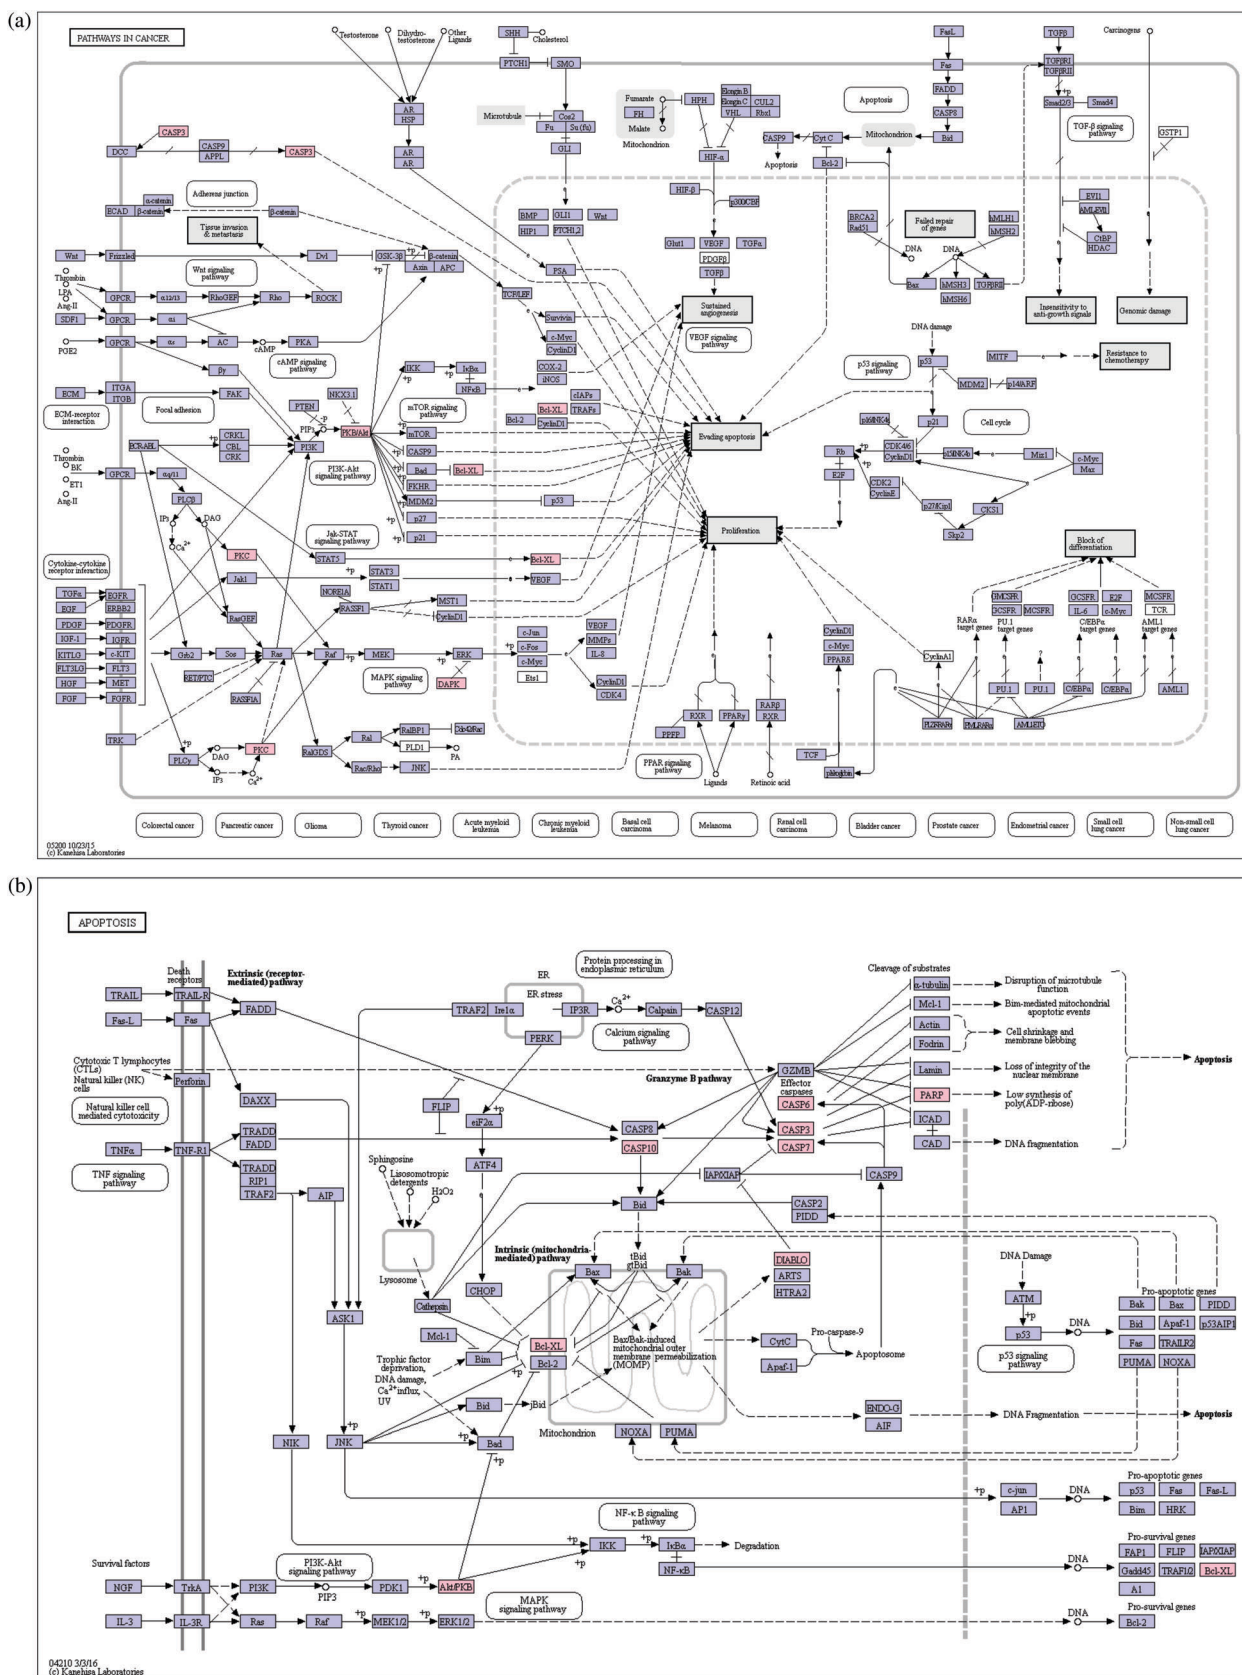 (a)
PATHWAYS IN CANCER
Testosterone
Dihydro-
testosterone
Other
Ligands
SHH
Cholesterol
PTCH1
SMO
Microtubule
Cos2
Fu
Su(fu)
GLI
AR
HSP
AR
AR
Fumarate
FH
Malate
Mitochondrion
HPH
Elongin B
Elongin C
CUL2
VHL
Rbx1
HIF-α
HIF-β
p300CBP
Apoptosis
CASP9
Cyt C
Mitochondrion
Apoptosis
Bcl-2
FasL
Fas
FADD
CASP8
Bid
TGFβ
TGFβRI
TGFβRII
+p
Smad2/3
Smad4
TGF-β signaling
pathway
Carcinogens
GSTP1
CASP3
DCC
CASP9
APPL
CASP3
Adherens junction
ECAD
α-catenin
β-catenin
β-catenin
Tissue invasion
& metastasis
Wnt
Frizzled
Dvl
GSK-3β
β-catenin
Axin
APC
+p
Wnt signaling
pathway
Thrombin
LPA
Ang-II
GPCR
α12/13
RhoGEF
Rho
ROCK
SDF1
GPCR
αi
PGE2
GPCR
αs
AC
cAMP
PKA
cAMP signaling
pathway
TCF/LEF
BMP
GLI1
Wnt
HIP1
PTCH1,2
PSA
Survivin
c-Myc
CyclinD1
COX-2
iNOS
Glut1
VEGF
TGFα
PDGFβ
TGFβ
Sustained
angiogenesis
VEGF signaling
pathway
BRCA2
Rad51
DNA
Failed repair
of genes
DNA
hMLH1
hMSH2
Bax
hMSH3
TGFβRII
hMSH6
EVI1
AML-EVI1
CtBP
HDAC
Insensitivity to
anti-growth signals
Genomic damage
DNA damage
p53 signaling
pathway
p53
MDM2
p14/ARF
MITF
Resistance to
chemotherapy
ECM
ITGA
ITGB
FAK
βγ
ECM-receptor
interaction
Focal adhesion
PTEN
NKX3.1
PIP3
PI3K
PKB/Akt
PI3K-Akt
signaling pathway
IKK
IκBα
NFκB
mTOR signaling
pathway
mTOR
CASP9
Bad
Bcl-XL
FKHR
MDM2
p53
p27
p21
cIAPs
Bcl-XL
TRAFs
Bcl-2
CyclinD1
Evading apoptosis
p21
p16/INK4a
CDK4/6
CyclinD1
p15/INK4b
Miz1
c-Myc
Max
Cell cycle
Rb
E2F
CDK2
CyclinE
p27/Kip1
CKS1
Skp2
BCR-ABL
CRKL
CBL
CRK
Thrombin
BK
ET1
Ang-II
GPCR
αq/11
PLCβ
IP3
DAG
Ca2+
PKC
Jak-STAT
signaling pathway
STAT5
Bcl-XL
Jak1
STAT3
STAT1
VEGF
NORE1A
RASSF1
MST1
CyclinD1
Proliferation
Block of
differentiation
Cytokine-cytokine
receptor interaction
TGFα
EGFR
EGF
ERBB2
PDGF
PDGFR
IGF-1
IGFR
KITLG
c-KIT
FLT3LG
FLT3
HGF
MET
FGF
FGFR
TRK
RasGEF
Grb2
Sos
Ras
Raf
MEK
ERK
RET/PTC
RASSF1A
MAPK signaling
pathway
DAPK
c-Jun
c-Fos
c-Myc
Ets1
VEGF
MMPs
IL-8
CyclinD1
CDK4
PLCγ
DAG
PKC
IP3
Ca2+
RalGDS
Ral
RalBP1
Cdc42/Rac
PLD1
PA
Rac/Rho
JNK
PPFP
RXR
PPARγ
RARβ
RXR
PPAR signaling
pathway
Ligands
Retinoic acid
CyclinD1
c-Myc
PPARδ
TCF
GMCSFR
GCSFR
MCSFR
GCSFR
E2F
IL-6
c-Myc
MCSFR
TCR
RARα
target genes
PU.1
target genes
C/EBPα
target genes
AML1
target genes
CyclinA1
PU.1
PU.1
C/EBPα
C/EBPα
AML1
PLZF-RARα
PML-RARα
AML1-ETO
Colorectal cancer
Pancreatic cancer
Glioma
Thyroid cancer
Acute myeloid
leukemia
Chronic myeloid
leukemia
Basal cell
carcinoma
Melanoma
Renal cell
carcinoma
Bladder cancer
Prostate cancer
Endometrial cancer
Small cell
lung cancer
Non-small cell
lung cancer
05200 10/23/15
(c) Kanehisa Laboratories
(b)
APOPTOSIS
Death
receptors
Extrinsic (receptor-
mediated) pathway
TRAIL
TRAIL-R
FADD
Fas-L
Fas
Cytotoxic T lymphocytes
(CTLs)
Natural killer (NK)
cells
Perforin
Natural killer cell
mediated cytotoxicity
DAXX
TNFα
TNF-R1
TRADD
FADD
TRADD
RIP1
TRAF2
TNF signaling
pathway
AIP
ER
ER stress
TRAF2
Ire1α
IP3R
Ca2+
Calpain
CASP12
PERK
Protein processing in
endoplasmic reticulum
Calcium signaling
pathway
Granzyme B pathway
GZMB
Effector
caspases
CASP6
CASP3
CASP7
FLIP
+p
eiF2α
ATF4
CASP8
CASP10
IAP/XIAP
CASP9
Cleavage of substrates
α-tubulin
Disruption of microtubule
function
Mcl-1
Bim-mediated mitochondrial
apoptotic events
Actin
Fodrin
Cell shrinkage and
membrane blebbing
Lamin
Loss of integrity of the
nuclear membrane
PARP
Low synthesis of
poly(ADP-ribose)
ICAD
CAD
DNA fragmentation
Apoptosis
Sphingosine
Lisosomotropic
detergents
H2O2
Lysosome
Bid
CASP2
PIDD
Intrinsic (mitochondria-
mediated) pathway
tBid
gtBid
Bax
Bak
DIABLO
ARTS
HTRA2
CHOP
Cathepsin
ASK1
Mcl-1
Bim
Bcl-XL
Bcl-2
Bax/Bak-induced
mitochondrial outer
membrane permeabilization
(MOMP)
CytC
Apaf-1
Pro-caspase-9
Apoptosome
Trophic factor
deprivation,
DNA damage,
Ca2+influx,
UV
Bid
jBid
Bad
Mitochondrion
NOXA
PUMA
ENDO-G
AIF
DNA Fragmentation
Apoptosis
DNA Damage
ATM
+p
p53
DNA
p53 signaling
pathway
Pro-apoptotic genes
Bak
Bax
PIDD
Bid
Apaf-1
p53AIP1
Fas
TRAILR2
PUMA
NOXA
NIK
JNK
+p
c-jun
AP1
DNA
Pro-apoptotic genes
p53
Fas
Fas-L
Bim
HRK
NF-κB signaling
pathway
IKK
+p
IκBα
Degradation
NF-κB
DNA
Pro-survival genes
FAP1
FLIP
IAP/XIAP
Gadd45
TRAF1/2
Bcl-XL
A1
Survival factors
PI3K-Akt
signaling pathway
NGF
TrkA
PI3K
PIP3
PDK1
+p
Akt/PKB
MAPK
signaling pathway
IL-3
IL-3R
Ras
Raf
+p
MEK1/2
+p
ERK1/2
DNA
Pro-survival genes
Bcl-2
04210 3/3/16
(c) Kanehisa Laboratories